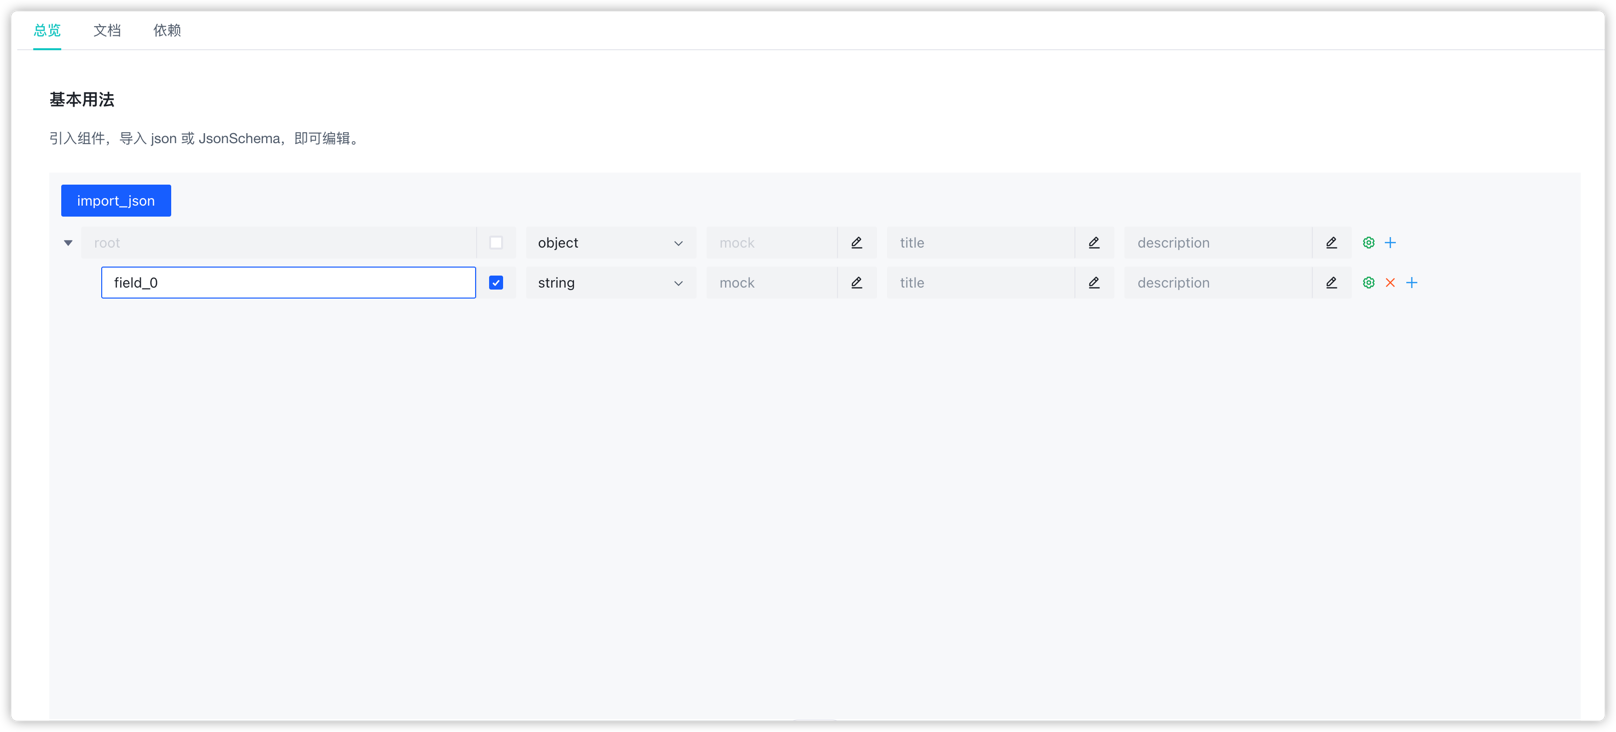 总览 文档 依赖
基本用法
引入组件，导入 json 或 JsonSchema，即可编辑。
import_json
root object mock title description
field_0 string mock title description